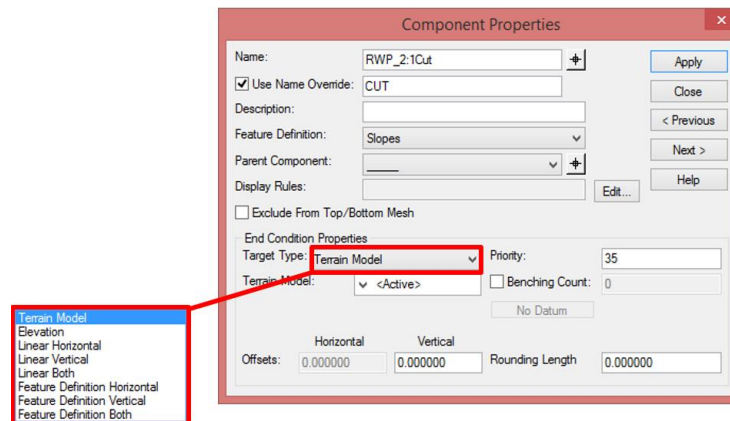 Component Properties
×
Name: RWP_2:1Cut Apply
Use Name Override: CUT Close
Description: < Previous
Feature Definition: Slopes Next >
Parent Component: _____ Help
Display Rules: Edit...
Exclude From Top/Bottom Mesh
End Condition Properties
Target Type: Terrain Model Priority: 35
Terrain Model: <Active> Benching Count: 0
No Datum
Horizontal Vertical
Offsets: 0.000000 0.000000 Rounding Length 0.000000
Terrain Model
Elevation
Linear Horizontal
Linear Vertical
Linear Both
Feature Definition Horizontal
Feature Definition Vertical
Feature Definition Both